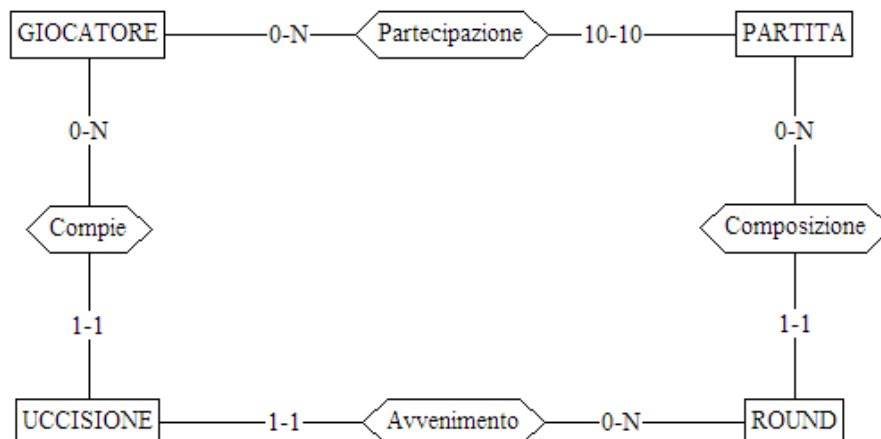 GIOCATORE 0-N Partecipazione 10-10 PARTITA
0-N 0-N
Compie Composizione
1-1 1-1
UCCISIONE 1-1 Avvenimento 0-N ROUND